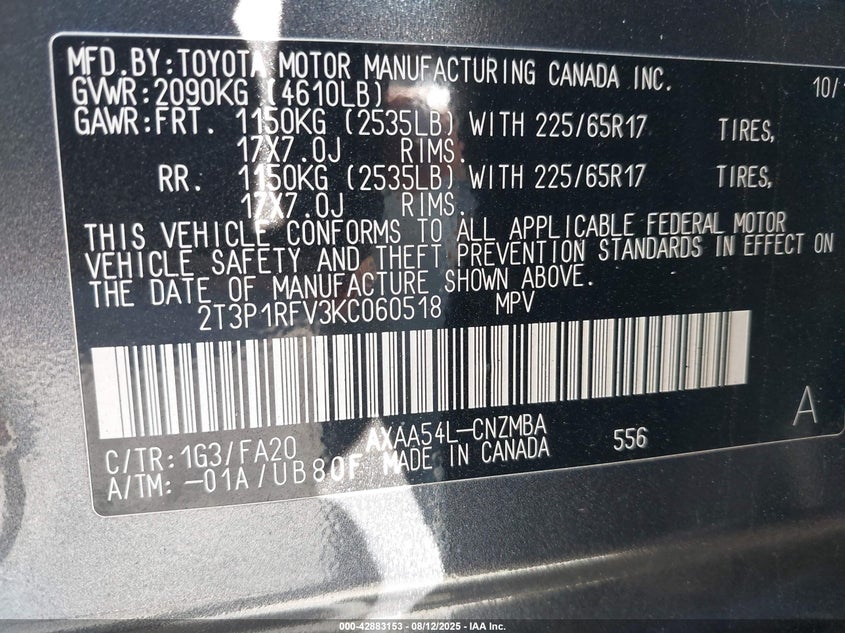 MFD.BY:TOYOTA MOTOR MANUFACTURING CANADA INC. 10/
GVWR:2090KG (4610LB)
GAWR:FRT. 1150KG (2535LB) WITH 225/65R17 TIRES,
17X7.0J RIMS.
RR. 1150KG (2535LB) WITH 225/65R17 TIRES,
17X7.0J RIMS.
THIS VEHICLE CONFORMS TO ALL APPLICABLE FEDERAL MOTOR
VEHICLE SAFETY AND THEFT PREVENTION STANDARDS IN EFFECT ON
THE DATE OF MANUFACTURE SHOWN ABOVE.
2T3P1RFV3KC060518 MPV
A
C/TR:1G3/FA20 AXAA54L-CNZMBA 556
A/TM:-01A/UB80F MADE IN CANADA
000-42883153 - 08/12/2025 - IAA Inc.